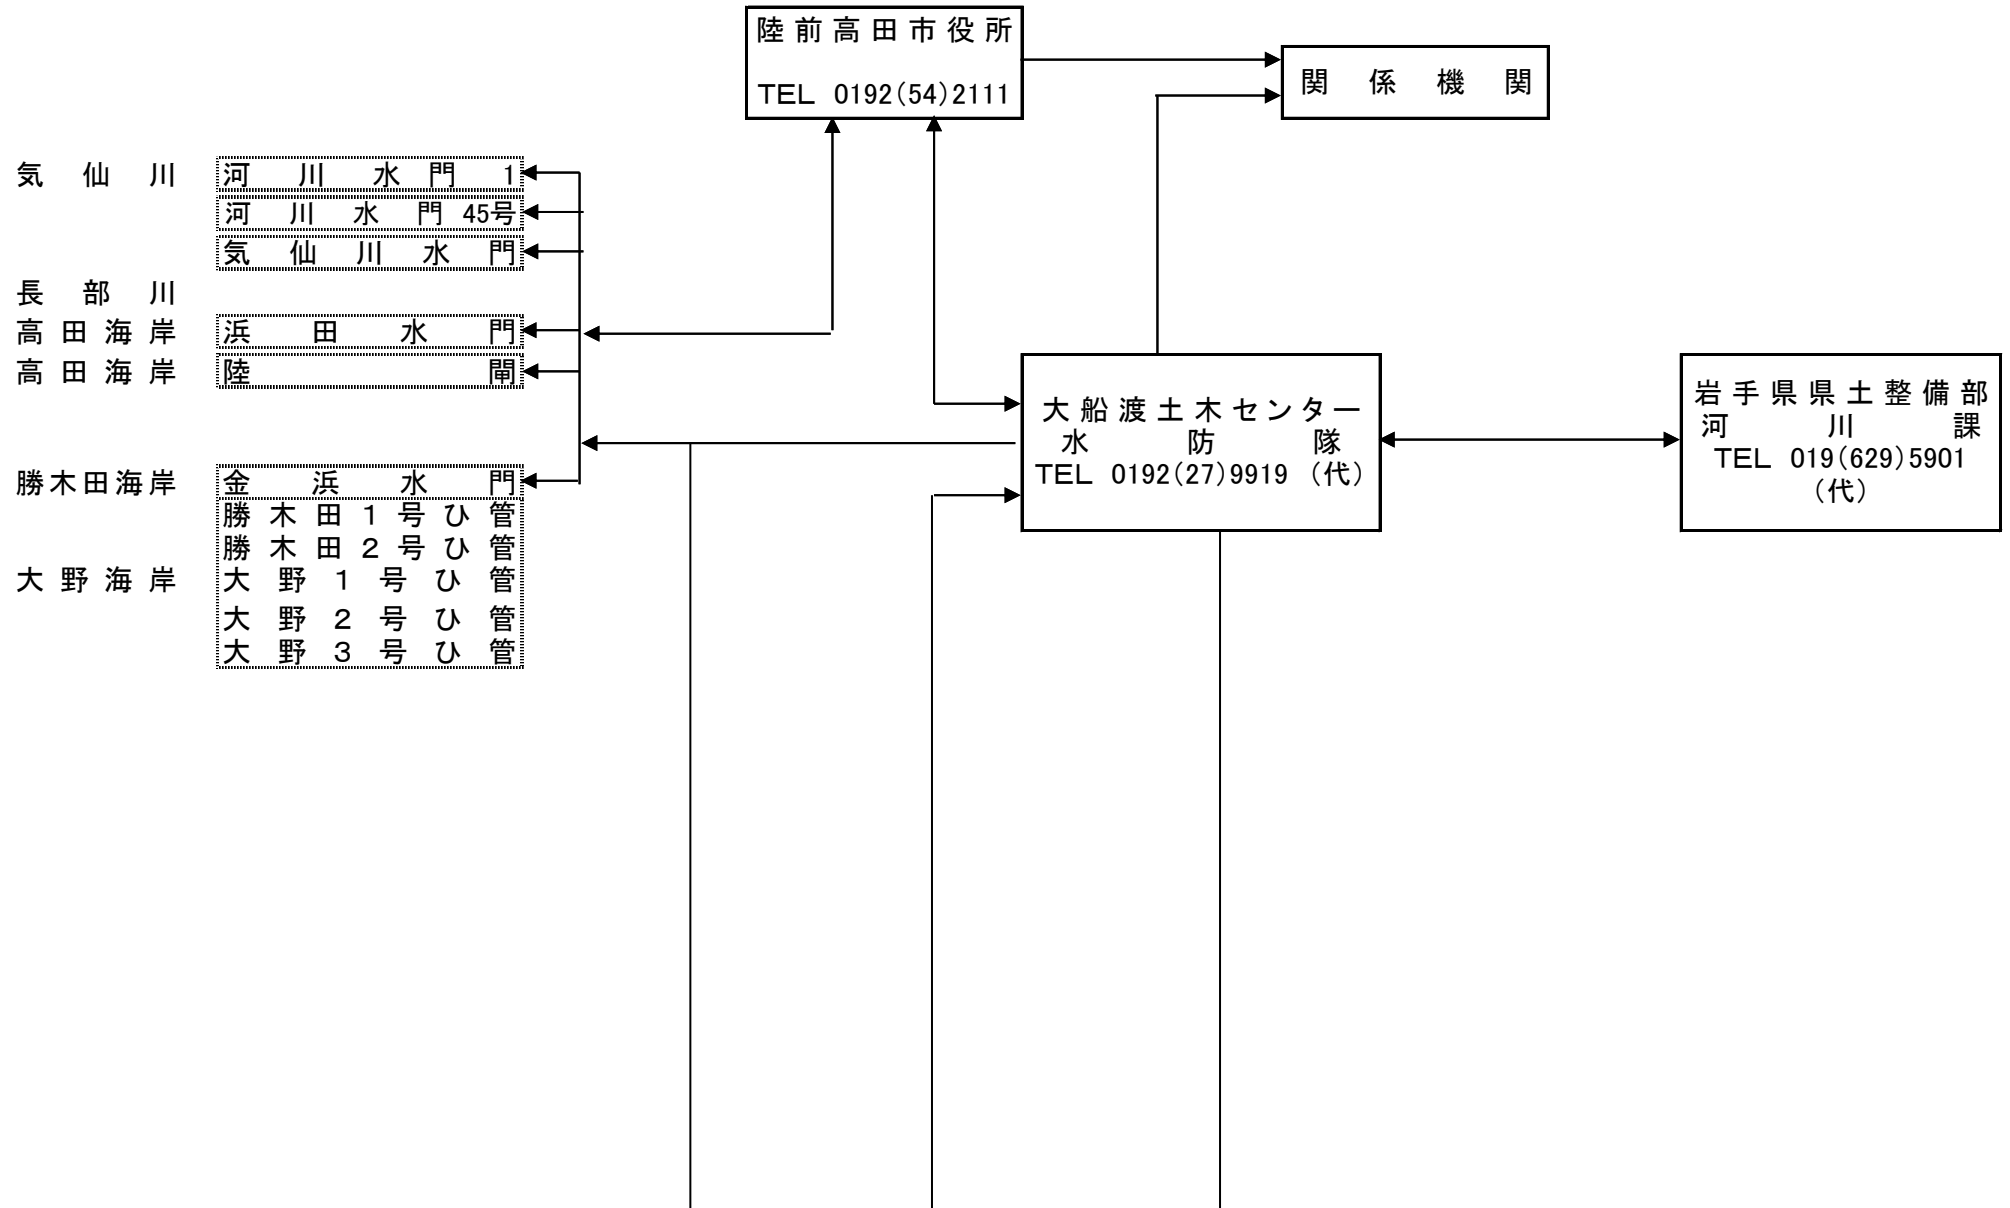 陸前高田市役所
TEL 0192(54)2111
関係機関
気仙川 河川水門 1
河川水門 45号
気仙川水門
長部川
高田海岸 浜田水門
高田海岸 陸閘
大船渡土木センター
水防隊
TEL 0192(27)9919 (代)
岩手県県土整備部
河川課
TEL 019(629)5901
(代)
勝木田海岸 金浜水門
勝木田1号ひ管
勝木田2号ひ管
大野海岸 大野1号ひ管
大野2号ひ管
大野3号ひ管